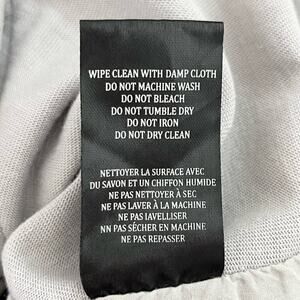 WIPE CLEAN WITH DAMP CLOTH
DO NOT MACHINE WASH
DO NOT BLEACH
DO NOT TUMBLE DRY
DO NOT IRON
DO NOT DRY CLEAN
NETTOYER LA SURFACE AVEC
DU SAVON ET UN CHIFFON HUMIDE
NE PAS NETTOYER À SEC
NE PAS LAVER À LA MACHINE
NE PAS IAVELLISER
NN PAS SÉCHER EN MACHINE
NE PAS REPASSER